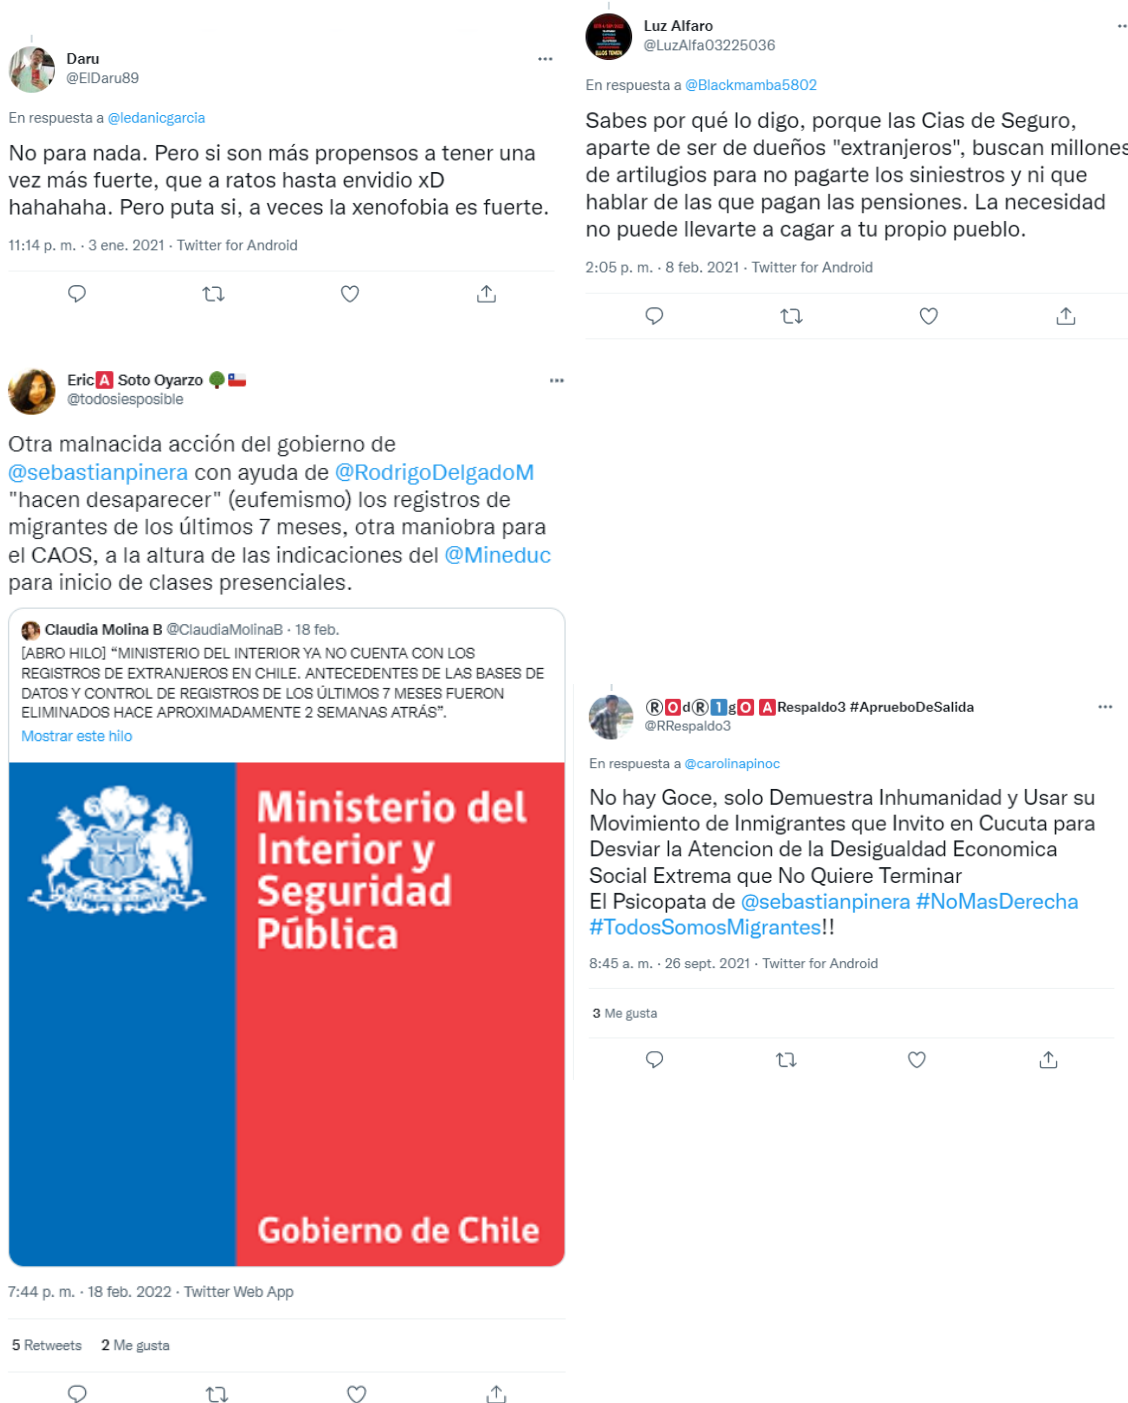 Daru
@ElDaru89
En respuesta a @ledanicgarcia
No para nada. Pero si son más propensos a tener una
vez más fuerte, que a ratos hasta envidio xD
hahahaha. Pero puta si, a veces la xenofobia es fuerte.
11:14 p. m. · 3 ene. 2021 · Twitter for Android
Luz Alfaro
@LuzAlfa03225036
En respuesta a @Blackmamba5802
Sabes por qué lo digo, porque las Cias de Seguro,
aparte de ser de dueños "extranjeros", buscan millones
de artilugios para no pagarte los siniestros y ni que
hablar de las que pagan las pensiones. La necesidad
no puede llevarte a cagar a tu propio pueblo.
2:05 p. m. · 8 feb. 2021 · Twitter for Android
Eric🅰 Soto Oyarzo 🌳🇨🇱
@todosiesposible
Otra malnacida acción del gobierno de
@sebastianpinera con ayuda de @RodrigoDelgadoM
"hacen desaparecer" (eufemismo) los registros de
migrantes de los últimos 7 meses, otra maniobra para
el CAOS, a la altura de las indicaciones del @Mineduc
para inicio de clases presenciales.
Claudia Molina B @ClaudiaMolinaB · 18 feb.
[ABRO HILO] “MINISTERIO DEL INTERIOR YA NO CUENTA CON LOS
REGISTROS DE EXTRANJEROS EN CHILE. ANTECEDENTES DE LAS BASES DE
DATOS Y CONTROL DE REGISTROS DE LOS ÚLTIMOS 7 MESES FUERON
ELIMINADOS HACE APROXIMADAMENTE 2 SEMANAS ATRÁS”.
Mostrar este hilo
Ministerio del
Interior y
Seguridad
Pública
Gobierno de Chile
7:44 p. m. · 18 feb. 2022 · Twitter Web App
5 Retweets 2 Me gusta
Ⓡ🅾dⓇ1️⃣g🅾 🅰Respaldo3 #AprueboDeSalida
@RRespaldo3
En respuesta a @carolinapinoc
No hay Goce, solo Demuestra Inhumanidad y Usar su
Movimiento de Inmigrantes que Invito en Cucuta para
Desviar la Atencion de la Desigualdad Economica
Social Extrema que No Quiere Terminar
El Psicopata de @sebastianpinera #NoMasDerecha
#TodosSomosMigrantes!!
8:45 a. m. · 26 sept. 2021 · Twitter for Android
3 Me gusta